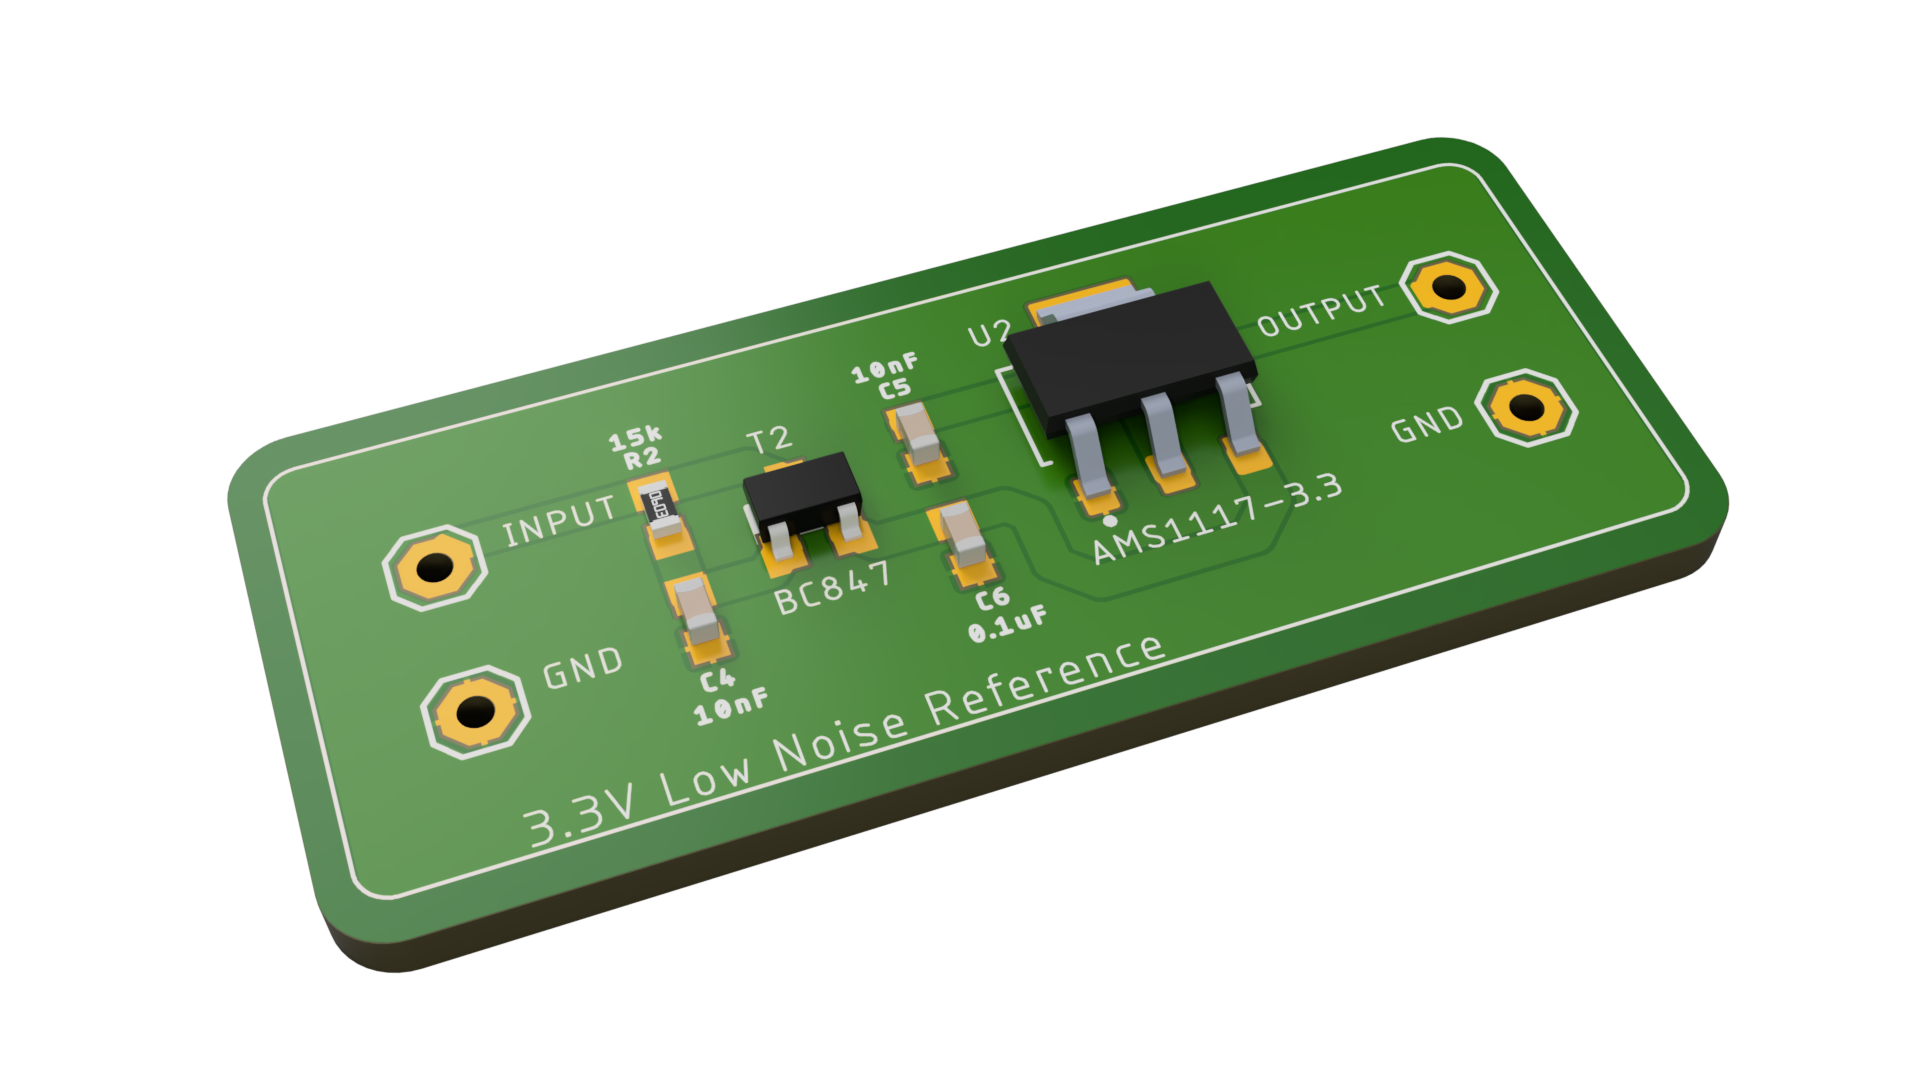 10nF
C5
U2
OUTPUT
15k
R2
T2
INPUT
GND
AMS1117-3.3
BC847
C6
0.1uF
GND
C4
10nF
3.3V Low Noise Reference